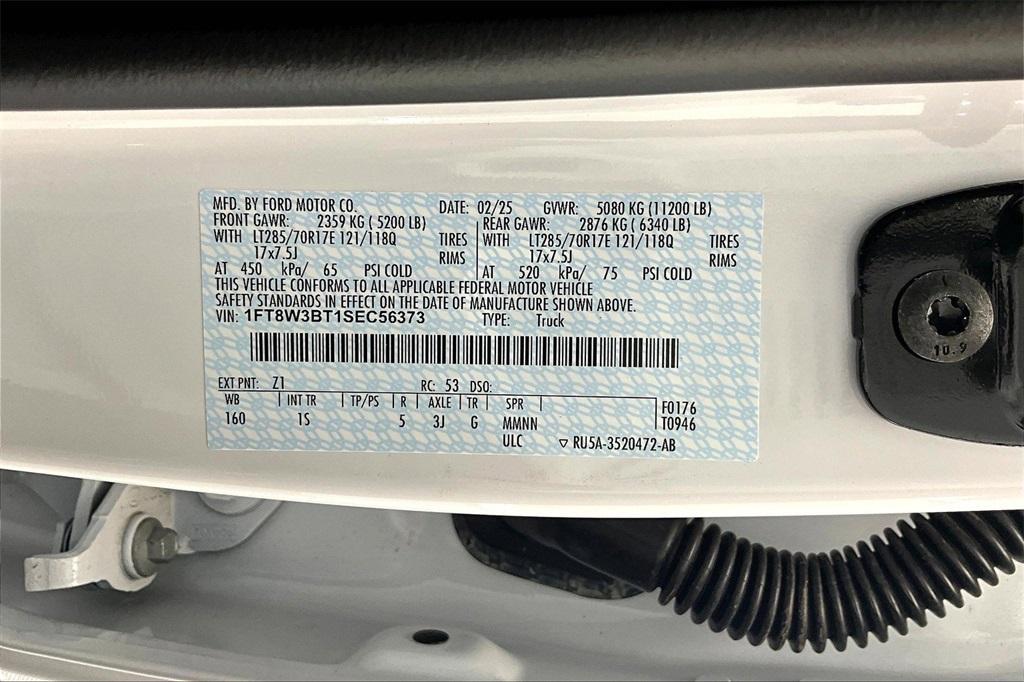 MFD. BY FORD MOTOR CO. DATE: 02/25 GVWR: 5080 KG (11200 LB)
FRONT GAWR: 2359 KG ( 5200 LB) REAR GAWR: 2876 KG ( 6340 LB)
WITH LT285/70R17E 121/118Q TIRES WITH LT285/70R17E 121/118Q TIRES
17x7.5J RIMS 17x7.5J RIMS
AT 450 kPa/ 65 PSI COLD AT 520 kPa/ 75 PSI COLD
THIS VEHICLE CONFORMS TO ALL APPLICABLE FEDERAL MOTOR VEHICLE
SAFETY STANDARDS IN EFFECT ON THE DATE OF MANUFACTURE SHOWN ABOVE.
VIN: 1FT8W3BT1SEC56373 TYPE: Truck
EXT PNT: Z1 RC: 53 DSO:
WB INT TR TP/PS R AXLE TR SPR F0176
160 1S 5 3J G MMNN T0946
ULC ▽ RU5A-3520472-AB
10.9